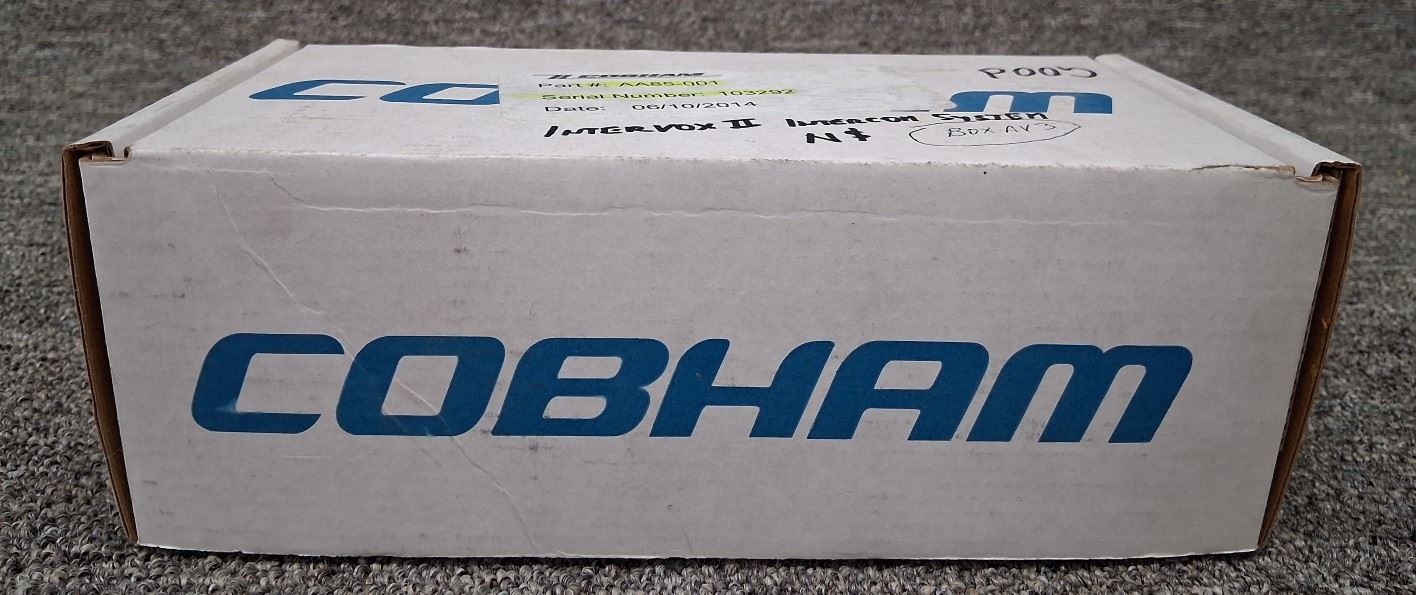 COBHAM
P005
Part #: AA85-001
Serial Number: 103292
Date: 06/10/2014
INTERVOX II INTERCOM SYSTEM
BOX AV3
COBHAM